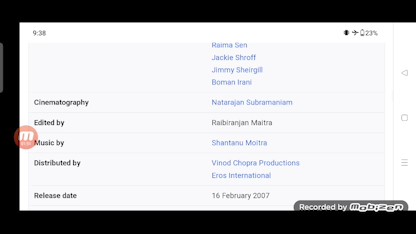 9:38
23%
Raima Sen
Jackie Shroff
Jimmy Sheirgill
Boman Irani
Cinematography Natarajan Subramaniam
Edited by Raibiranjan Maitra
Music by Shantanu Moitra
Distributed by Vinod Chopra Productions
Eros International
Release date 16 February 2007
Recorded by Mobizen